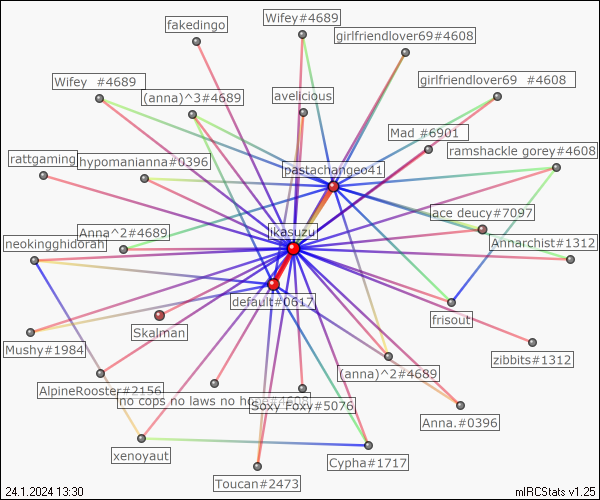 Wifey#4689
fakedingo
girlfriendlover69#4608
Wifey  #4689
girlfriendlover69  #4608
(anna)^3#4689
avelicious
Mad #6901
ramshackle gorey#4608
rattgaming
hypomanianna#0396
pastachangeo41
ace deucy#7097
Anna^2#4689
ikasuzu
neokingghidorah
Annarchist#1312
default#0617
frisout
Skalman
Mushy#1984
zibbits#1312
(anna)^2#4689
AlpineRooster#2156
no cops no laws no hope#4608
Soxy Foxy#5076
Anna.#0396
xenoyaut
Cypha#1717
Toucan#2473
24.1.2024 13:30
mIRCStats v1.25